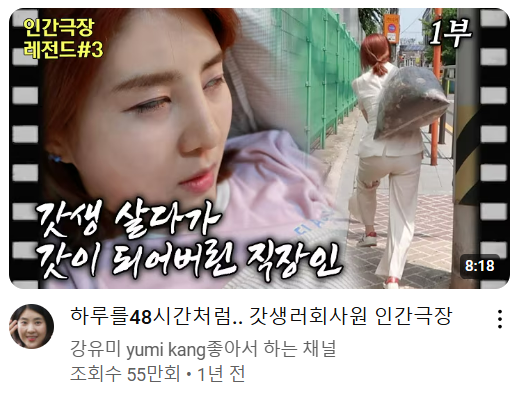 인간극장
레전드#3
1부
갓생 살다가
갓이 되어버린 직장인
8:18
하루를48시간처럼.. 갓생러회사원 인간극장
강유미 yumi kang좋아서 하는 채널
조회수 55만회 • 1년 전